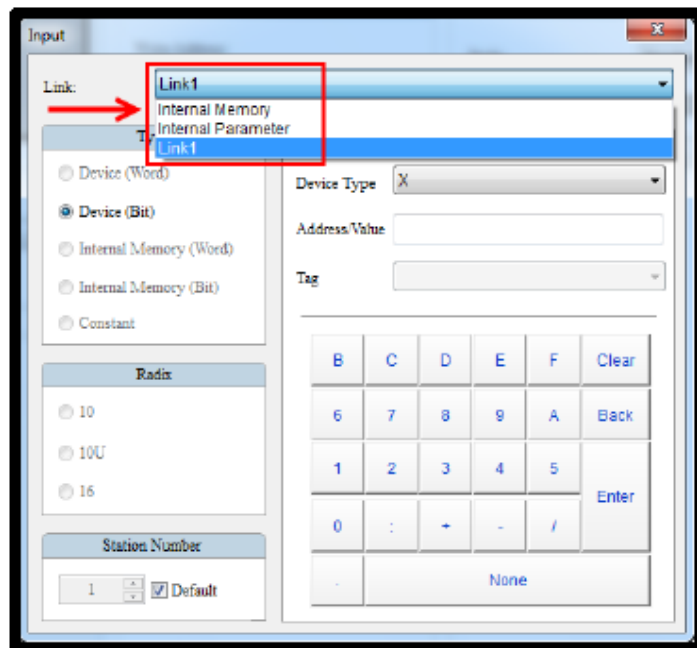 Input
Link:
Link1
Internal Memory
Internal Parameter
Link1
Device (Word)
Device (Bit)
Internal Memory (Word)
Internal Memory (Bit)
Constant
Radix
10
10U
16
Station Number
1
Default
Device Type
X
Address/Value
Tag
B C D E F Clear
6 7 8 9 A Back
1 2 3 4 5
Enter
0 : + - /
. None